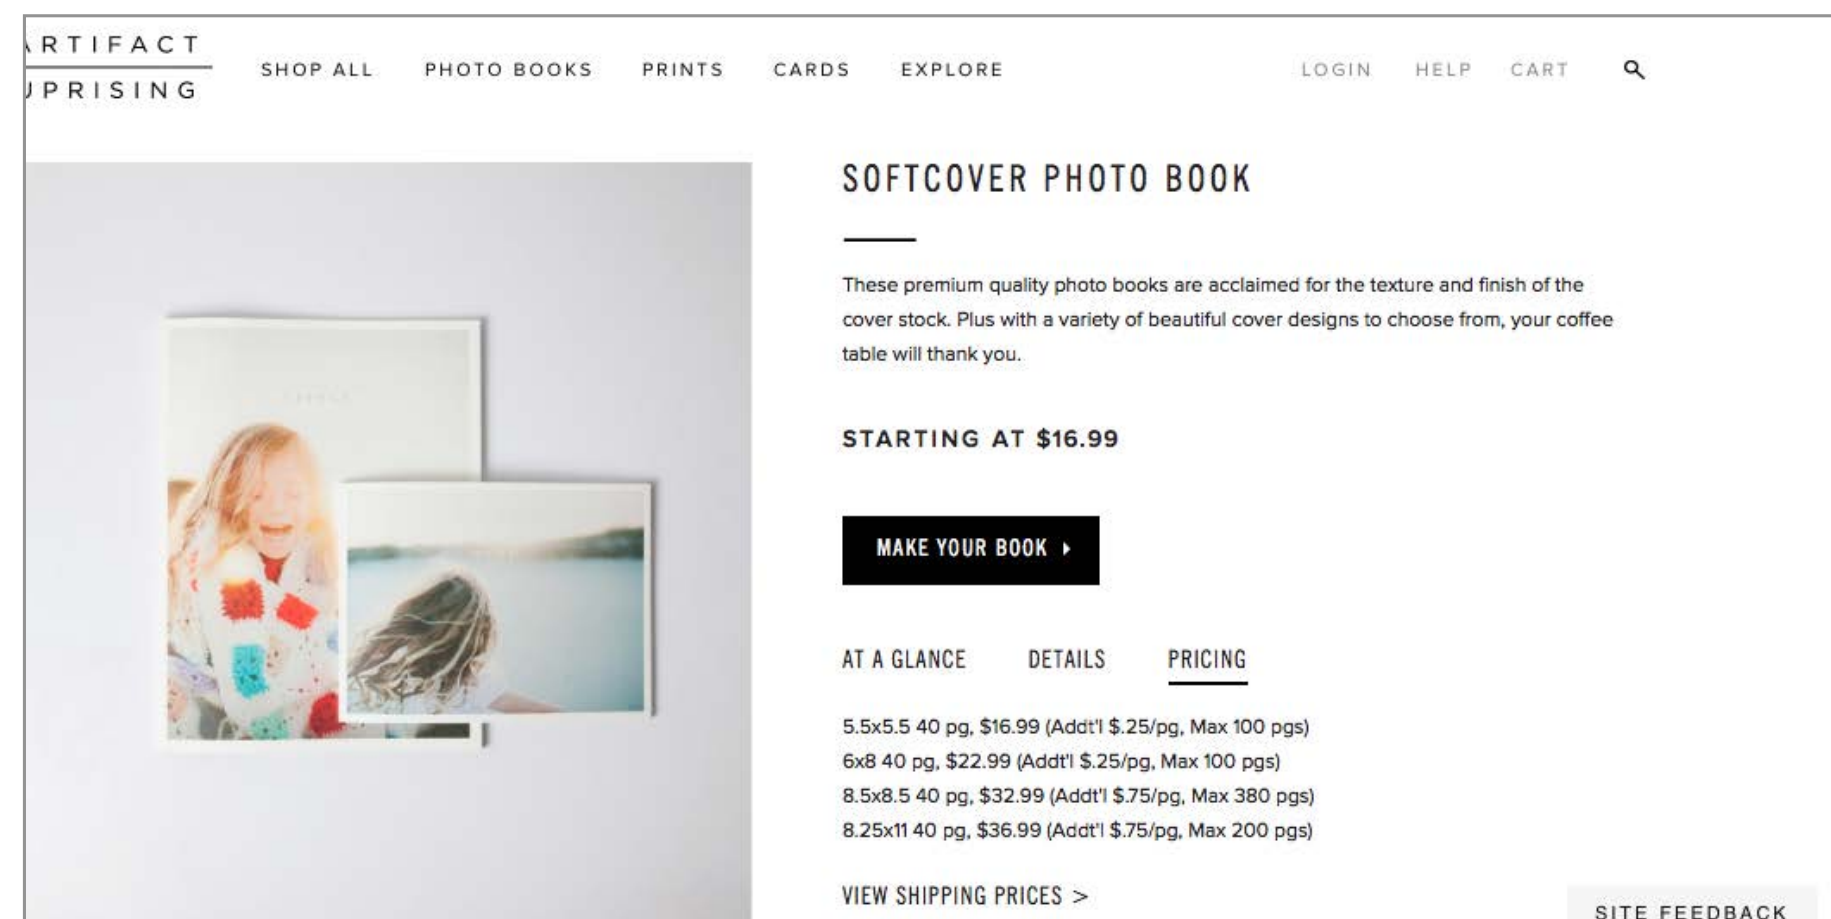 ARTIFACT
UPRISING
SHOP ALL PHOTO BOOKS PRINTS CARDS EXPLORE LOGIN HELP CART
SOFTCOVER PHOTO BOOK
These premium quality photo books are acclaimed for the texture and finish of the
cover stock. Plus with a variety of beautiful cover designs to choose from, your coffee
table will thank you.
STARTING AT $16.99
MAKE YOUR BOOK
AT A GLANCE DETAILS PRICING
5.5x5.5 40 pg, $16.99 (Addt'l $.25/pg, Max 100 pgs)
6x8 40 pg, $22.99 (Addt'l $.25/pg, Max 100 pgs)
8.5x8.5 40 pg, $32.99 (Addt'l $.75/pg, Max 380 pgs)
8.25x11 40 pg, $36.99 (Addt'l $.75/pg, Max 200 pgs)
VIEW SHIPPING PRICES >
SITE FEEDBACK